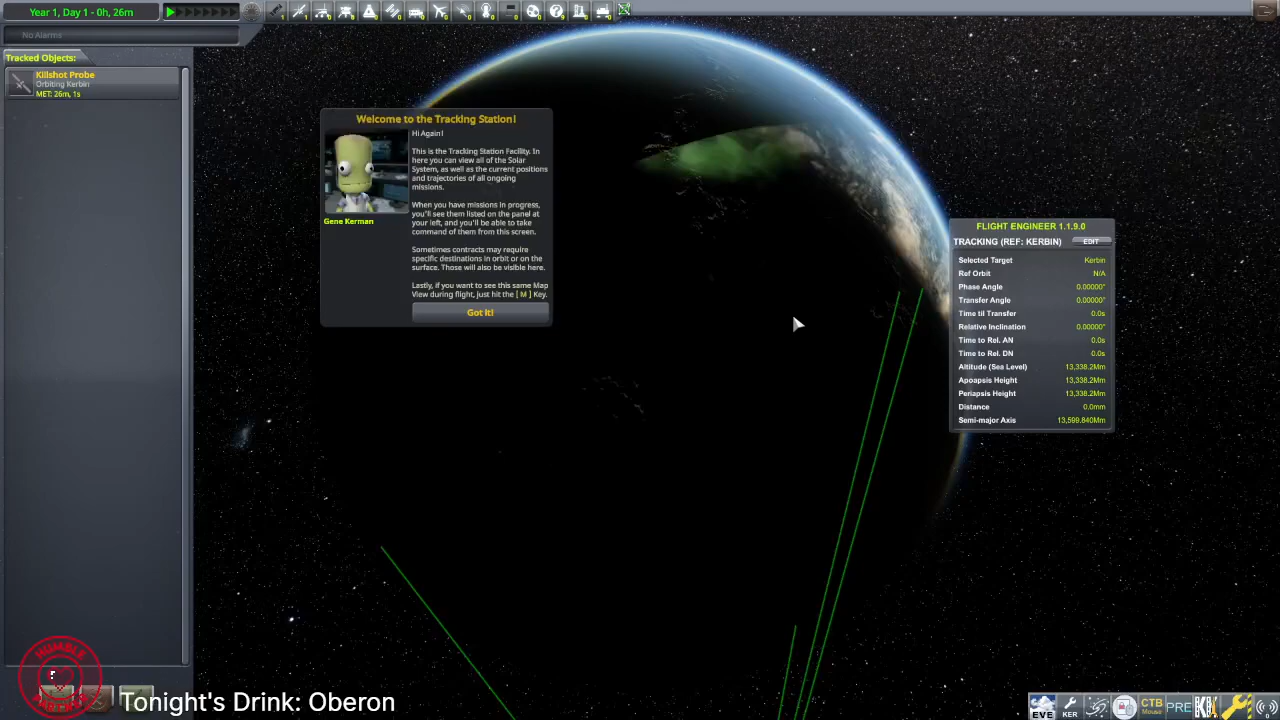 Year 1, Day 1 - 0h, 26m
No Alarms
Tracked Objects:
Killshot Probe
Orbiting Kerbin
MET: 26m, 1s
Welcome to the Tracking Station!
Hi Again!
This is the Tracking Station Facility. In
here you can view all of the Solar
System, as well as the current positions
and trajectories of all ongoing
missions.
When you have missions in progress,
you'll see them listed on the panel at
your left, and you'll be able to take
command of them from this screen.
Sometimes contracts may require
specific destinations in orbit or on the
surface. Those will also be visible here.
Lastly, if you want to see this same Map
View during flight, just hit the [ M ] Key.
Gene Kerman
Got It!
FLIGHT ENGINEER 1.1.9.0
TRACKING (REF: KERBIN) EDIT
Selected Target Kerbin
Ref Orbit N/A
Phase Angle 0.00000°
Transfer Angle 0.00000°
Time til Transfer 0.0s
Relative Inclination 0.00000°
Time to Rel. AN 0.0s
Time to Rel. DN 0.0s
Altitude (Sea Level) 13,338.2Mm
Apoapsis Height 13,338.2Mm
Periapsis Height 13,338.2Mm
Distance 0.0mm
Semi-major Axis 13,599.840Mm
HUMBLE
PARTNER
Tonight's Drink: Oberon
EVE
KER
CTB
PRE